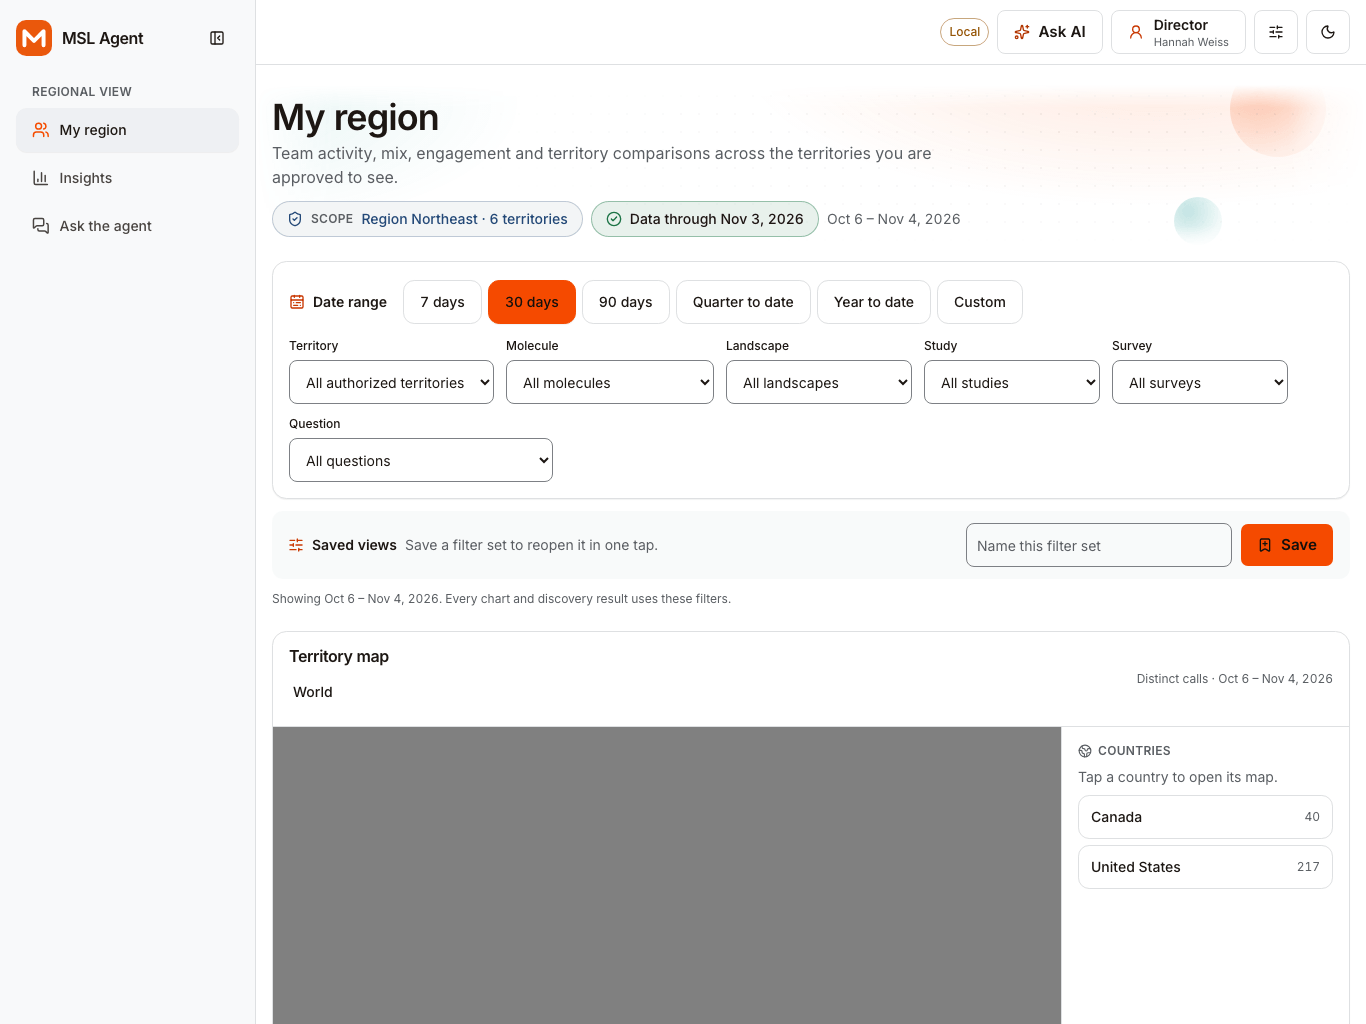 MSL Agent
REGIONAL VIEW
My region
Insights
Ask the agent
Local
Ask AI
Director
Hannah Weiss
My region
Team activity, mix, engagement and territory comparisons across the territories you are
approved to see.
SCOPE Region Northeast · 6 territories
Data through Nov 3, 2026
Oct 6 – Nov 4, 2026
Date range
7 days
30 days
90 days
Quarter to date
Year to date
Custom
Territory
Molecule
Landscape
Study
Survey
All authorized territories
All molecules
All landscapes
All studies
All surveys
Question
All questions
Saved views
Save a filter set to reopen it in one tap.
Name this filter set
Save
Showing Oct 6 – Nov 4, 2026. Every chart and discovery result uses these filters.
Territory map
World
Distinct calls · Oct 6 – Nov 4, 2026
COUNTRIES
Tap a country to open its map.
Canada 40
United States 217